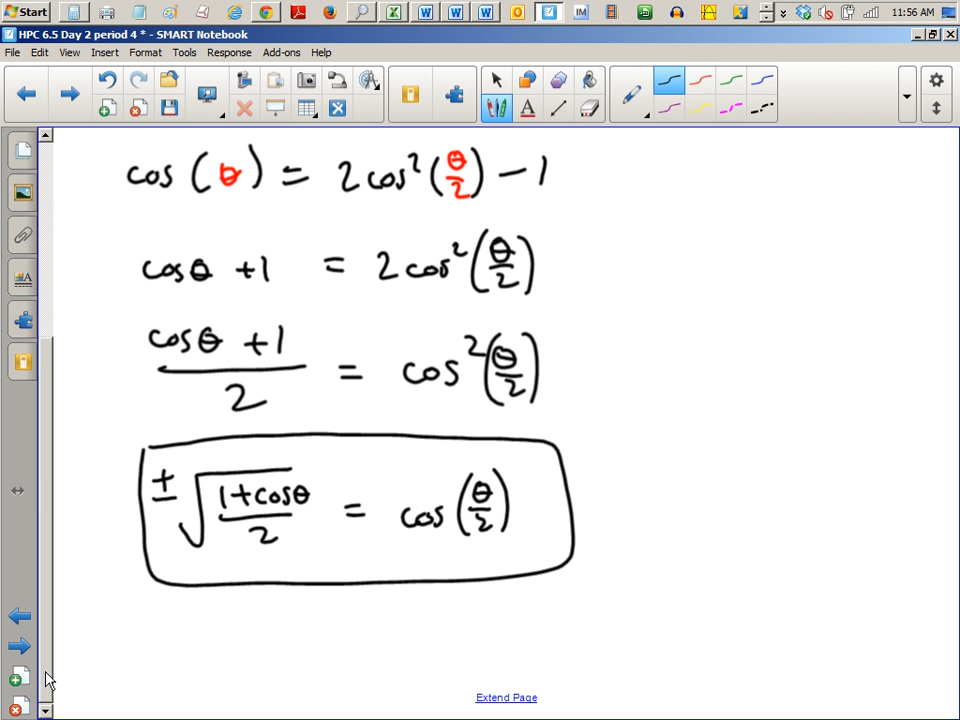 Start
11:56 AM
HPC 6.5 Day 2 period 4 * - SMART Notebook
File Edit View Insert Format Tools Response Add-ons Help
cos (θ) = 2cos²(θ/2) − 1
cosθ +1 = 2cos²(θ/2)
cosθ +1 / 2 = cos²(θ/2)
± √(1+cosθ / 2) = cos(θ/2)
Extend Page